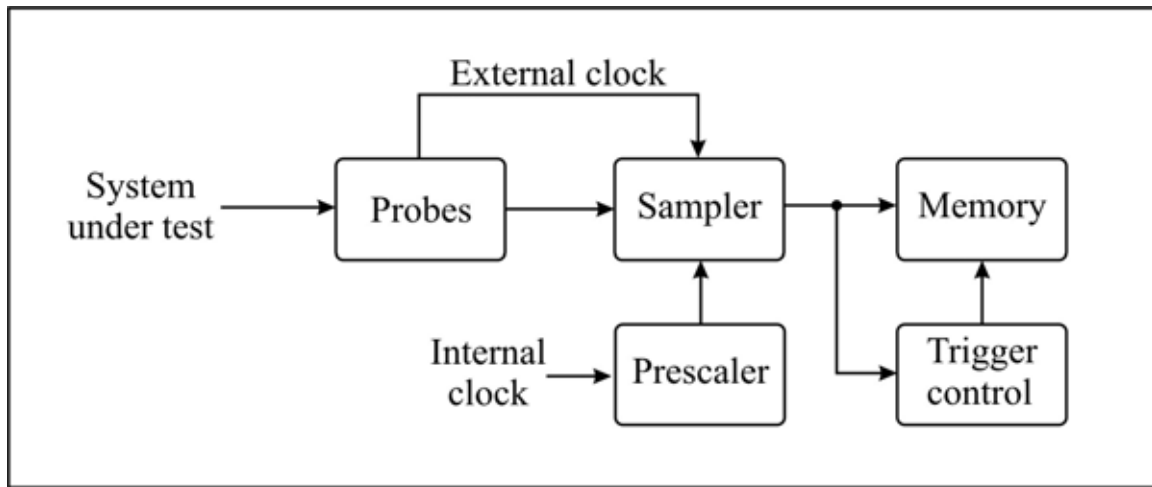 External clock
System
under test
Probes
Sampler
Memory
Internal
clock
Prescaler
Trigger
control